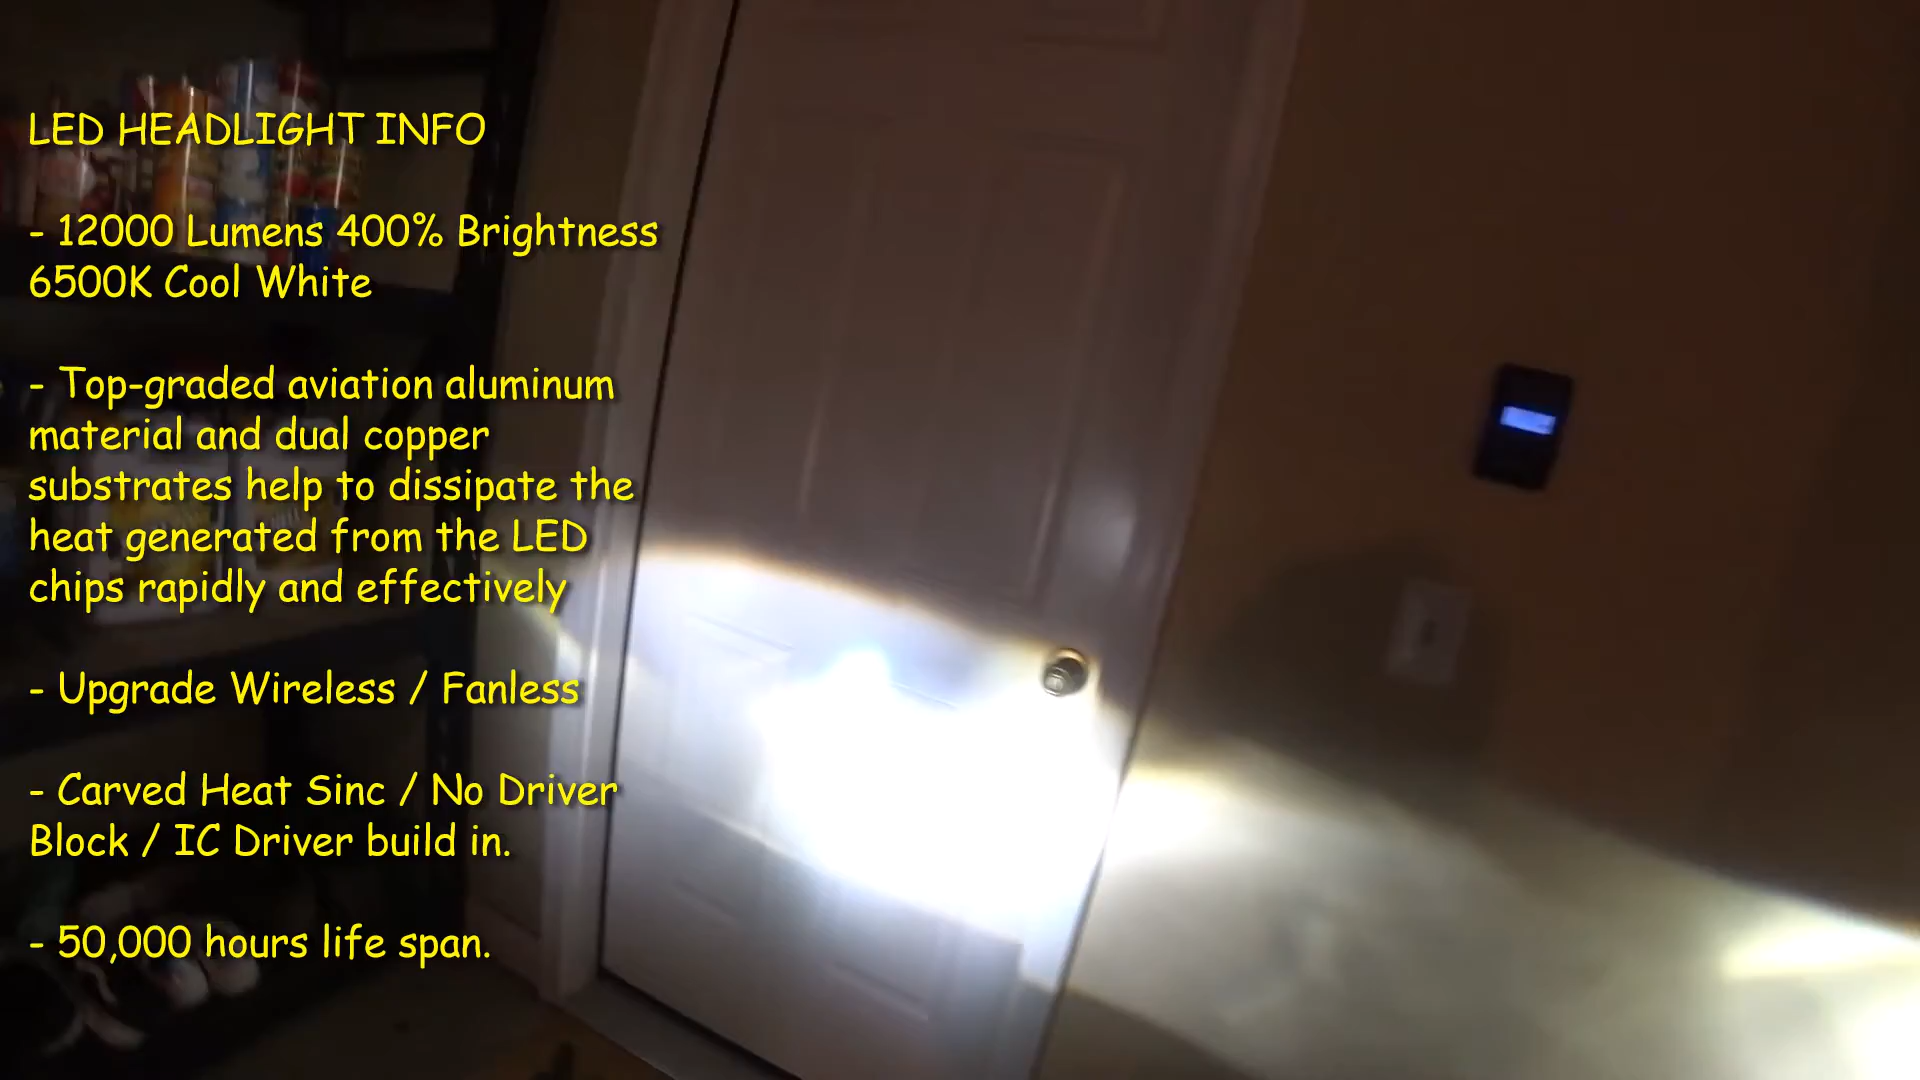 LED HEADLIGHT INFO
- 12000 Lumens 400% Brightness
6500K Cool White
- Top-graded aviation aluminum
material and dual copper
substrates help to dissipate the
heat generated from the LED
chips rapidly and effectively
- Upgrade Wireless / Fanless
- Carved Heat Sinc / No Driver
Block / IC Driver build in.
- 50,000 hours life span.